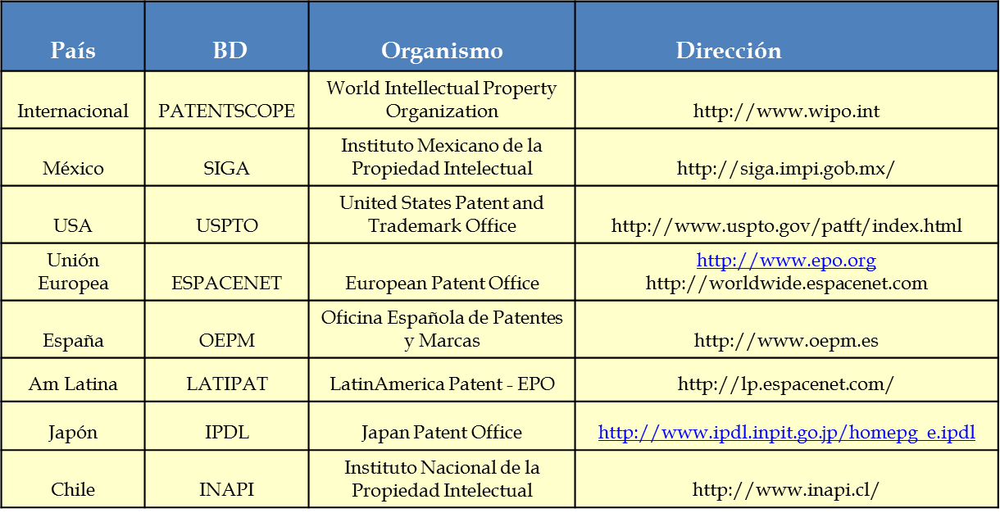 País BD Organismo Dirección
World Intellectual Property
Internacional PATENTSCOPE Organization http://www.wipo.int
Instituto Mexicano de la
México SIGA Propiedad Intelectual http://siga.impi.gob.mx/
United States Patent and
USA USPTO Trademark Office http://www.uspto.gov/patft/index.html
Unión http://www.epo.org
Europea ESPACENET European Patent Office http://worldwide.espacenet.com
Oficina Española de Patentes
España OEPM y Marcas http://www.oepm.es
Am Latina LATIPAT LatinAmerica Patent - EPO http://lp.espacenet.com/
Japón IPDL Japan Patent Office http://www.ipdl.inpit.go.jp/homepg_e.ipdl
Instituto Nacional de la
Chile INAPI Propiedad Intelectual http://www.inapi.cl/